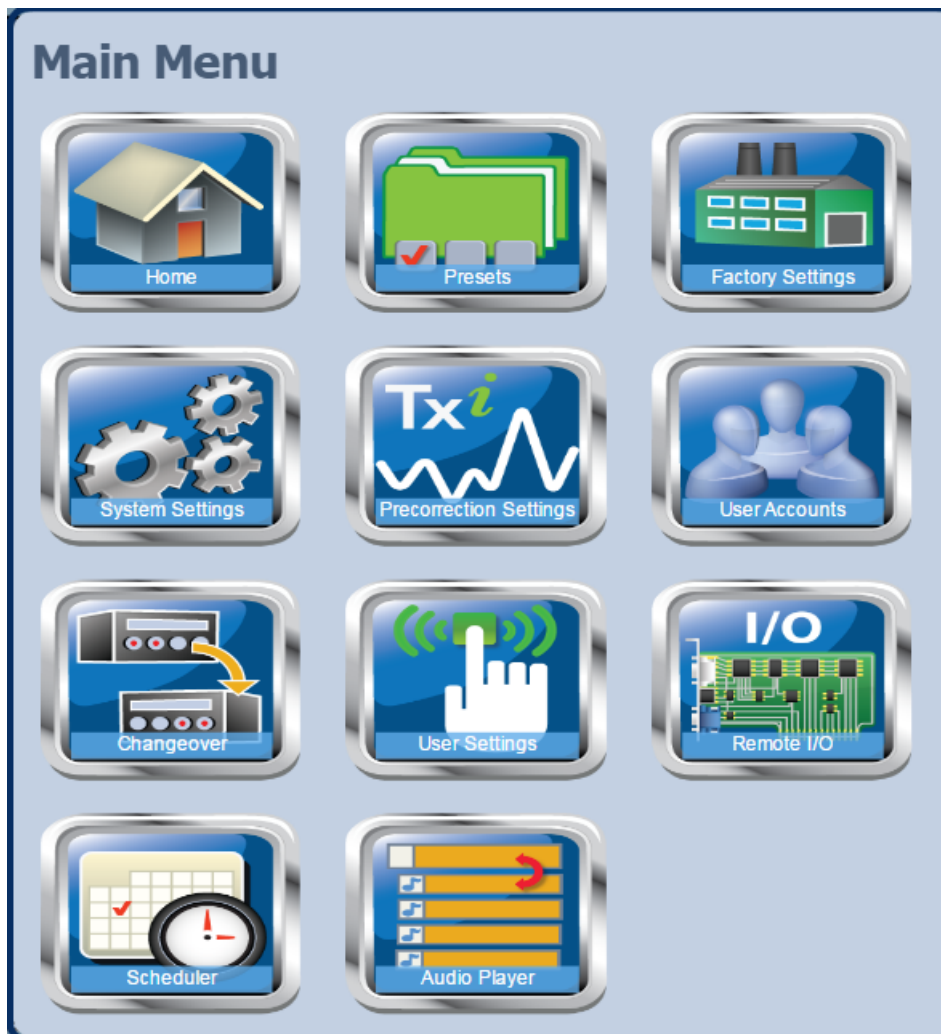 Main Menu
Home
Presets
Factory Settings
System Settings
Txi
Precorrection Settings
User Accounts
Changeover
User Settings
I/O
Remote I/O
Scheduler
Audio Player